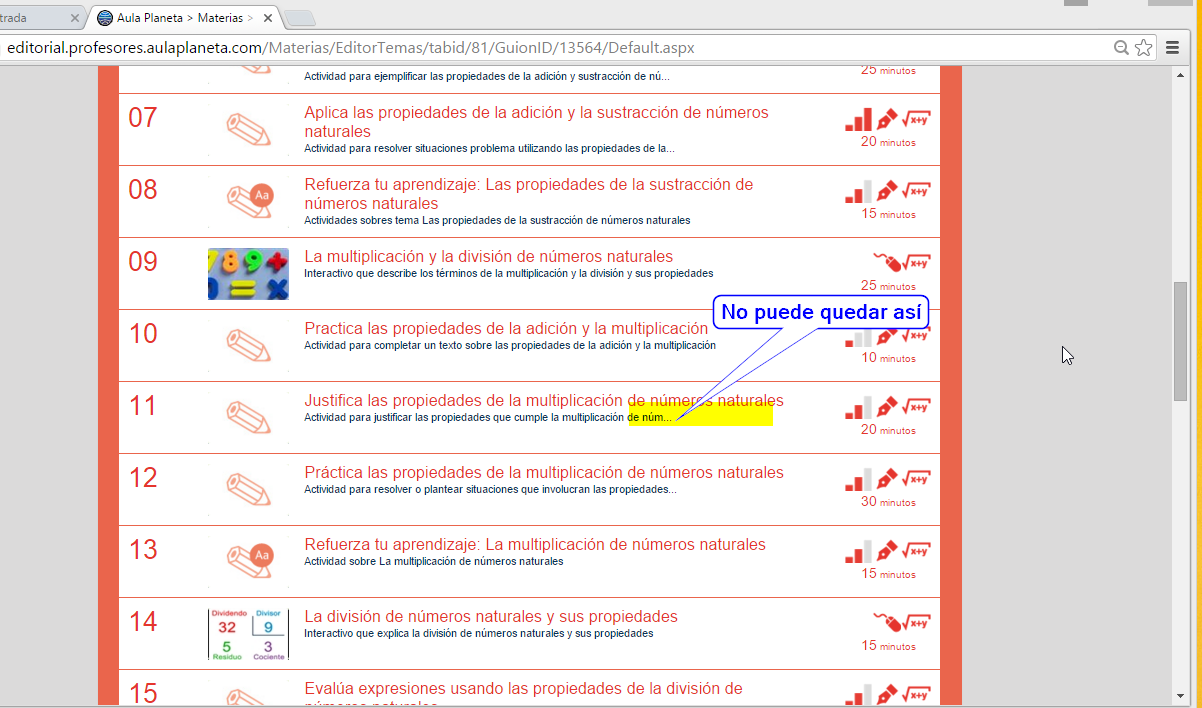 trada
Aula Planeta > Materias >
editorial.profesores.aulaplaneta.com/Materias/EditorTemas/tabid/81/GuionID/13564/Default.aspx
Actividad para ejemplificar las propiedades de la adición y sustracción de nú...
25 minutos
07
Aplica las propiedades de la adición y la sustracción de números
naturales
Actividad para resolver situaciones problema utilizando las propiedades de la...
√x+y
20 minutos
08
Aa
Refuerza tu aprendizaje: Las propiedades de la sustracción de
números naturales
Actividades sobres tema Las propiedades de la sustracción de números naturales
√x+y
15 minutos
09
789+
0=x
La multiplicación y la división de números naturales
Interactivo que describe los términos de la multiplicación y la división y sus propiedades
√x+y
25 minutos
No puede quedar así
10
Practica las propiedades de la adición y la multiplicación
Actividad para completar un texto sobre las propiedades de la adición y la multiplicación
√x+y
10 minutos
11
Justifica las propiedades de la multiplicación de números naturales
Actividad para justificar las propiedades que cumple la multiplicación de núm...
√x+y
20 minutos
12
Práctica las propiedades de la multiplicación de números naturales
Actividad para resolver o plantear situaciones que involucran las propiedades...
√x+y
30 minutos
13
Aa
Refuerza tu aprendizaje: La multiplicación de números naturales
Actividad sobre La multiplicación de números naturales
√x+y
15 minutos
14
Dividendo Divisor
32 9
5 3
Residuo Cociente
La división de números naturales y sus propiedades
Interactivo que explica la división de números naturales y sus propiedades
√x+y
15 minutos
15
Evalúa expresiones usando las propiedades de la división de
números naturales
√x+y